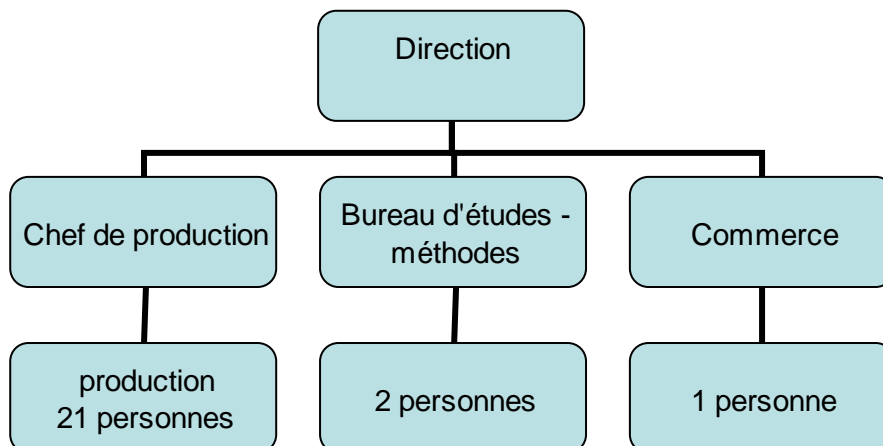 Direction
Chef de production
Bureau d'études -
méthodes
Commerce
production
21 personnes
2 personnes
1 personne